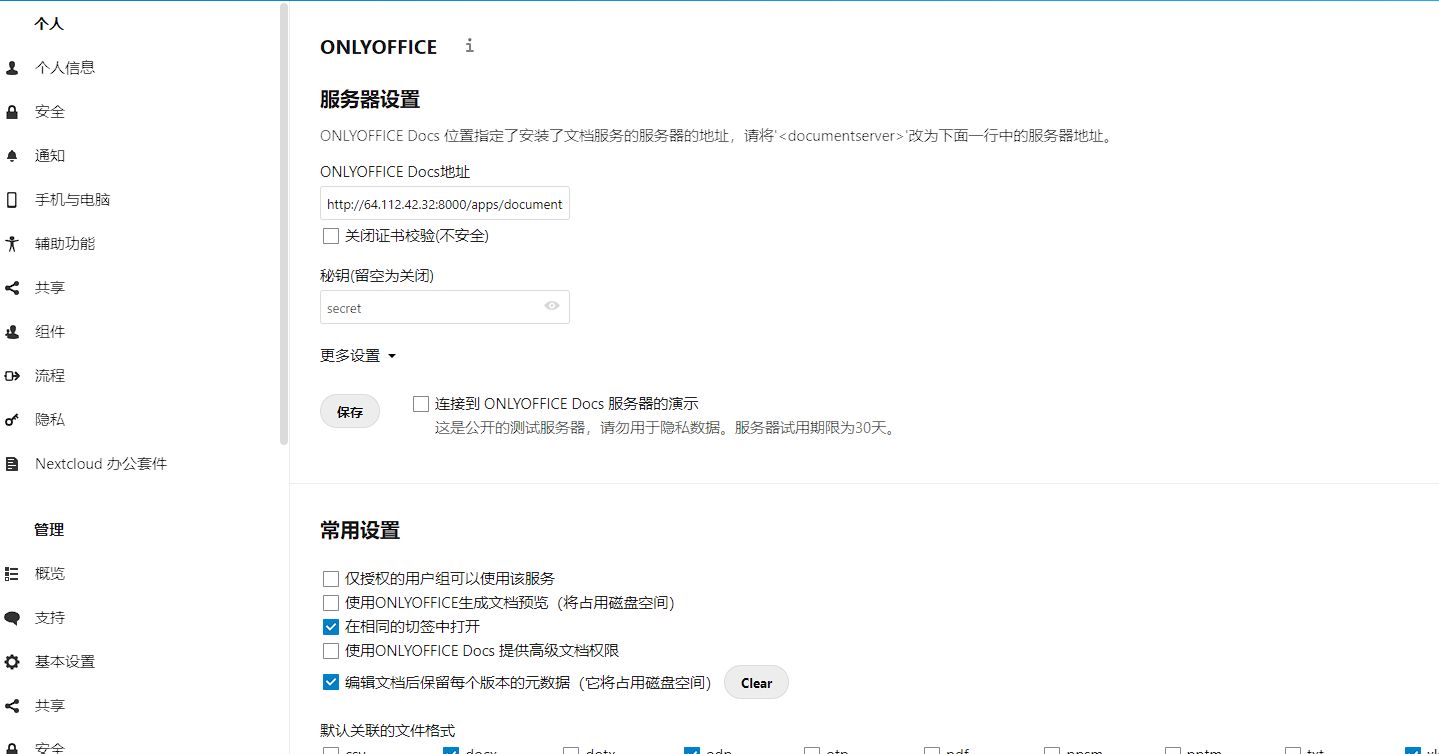 个人
个人信息
安全
通知
手机与电脑
辅助功能
共享
组件
流程
隐私
Nextcloud 办公套件
管理
概览
支持
基本设置
共享
安全
ONLYOFFICE
服务器设置
ONLYOFFICE Docs 位置指定了安装了文档服务的服务器的地址，请将'<documentserver>'改为下面一行中的服务器地址。
ONLYOFFICE Docs地址
http://64.112.42.32:8000/apps/document
关闭证书校验(不安全)
秘钥(留空为关闭)
secret
更多设置
保存
连接到 ONLYOFFICE Docs 服务器的演示
这是公开的测试服务器，请勿用于隐私数据。服务器试用期限为30天。
常用设置
仅授权的用户组可以使用该服务
使用ONLYOFFICE生成文档预览（将占用磁盘空间）
在相同的切签中打开
使用ONLYOFFICE Docs 提供高级文档权限
编辑文档后保留每个版本的元数据（它将占用磁盘空间） Clear
默认关联的文件格式
csv docx dotx odp otp pdf ppsm pptm txt